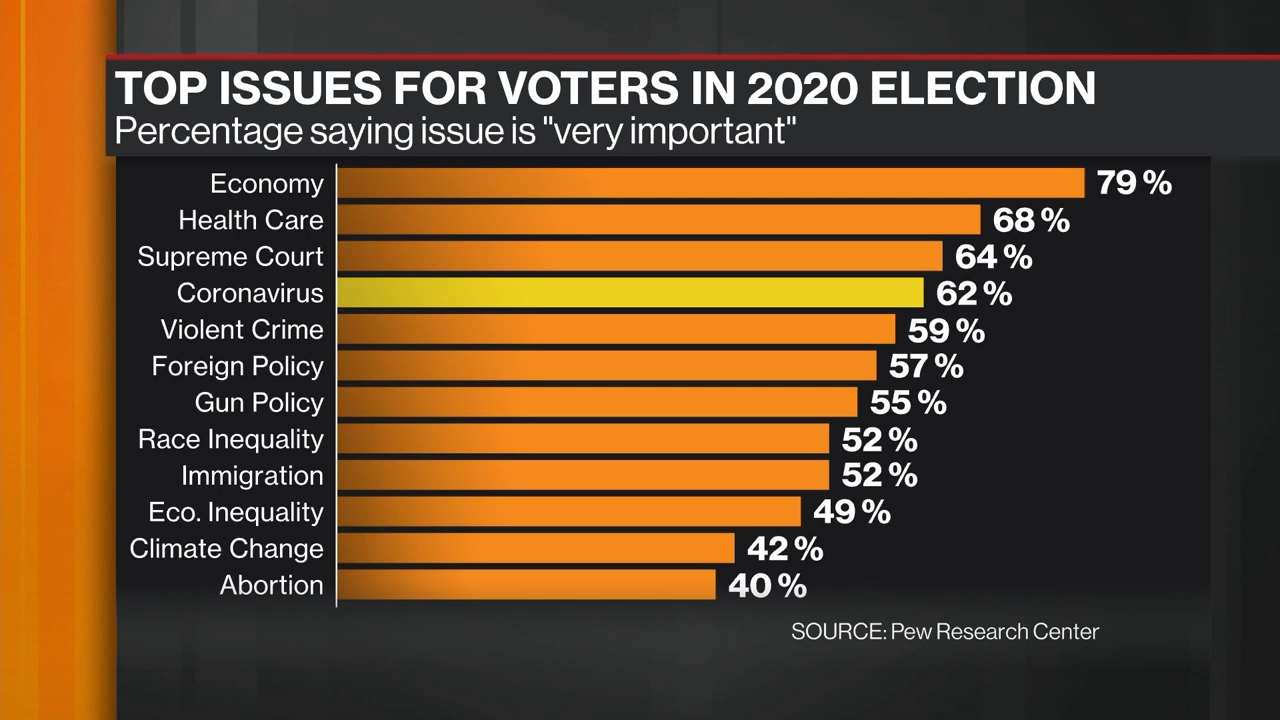 TOP ISSUES FOR VOTERS IN 2020 ELECTION
Percentage saying issue is "very important"
Economy 79 %
Health Care 68 %
Supreme Court 64 %
Coronavirus 62 %
Violent Crime 59 %
Foreign Policy 57 %
Gun Policy 55 %
Race Inequality 52 %
Immigration 52 %
Eco. Inequality 49 %
Climate Change 42 %
Abortion 40 %
SOURCE: Pew Research Center